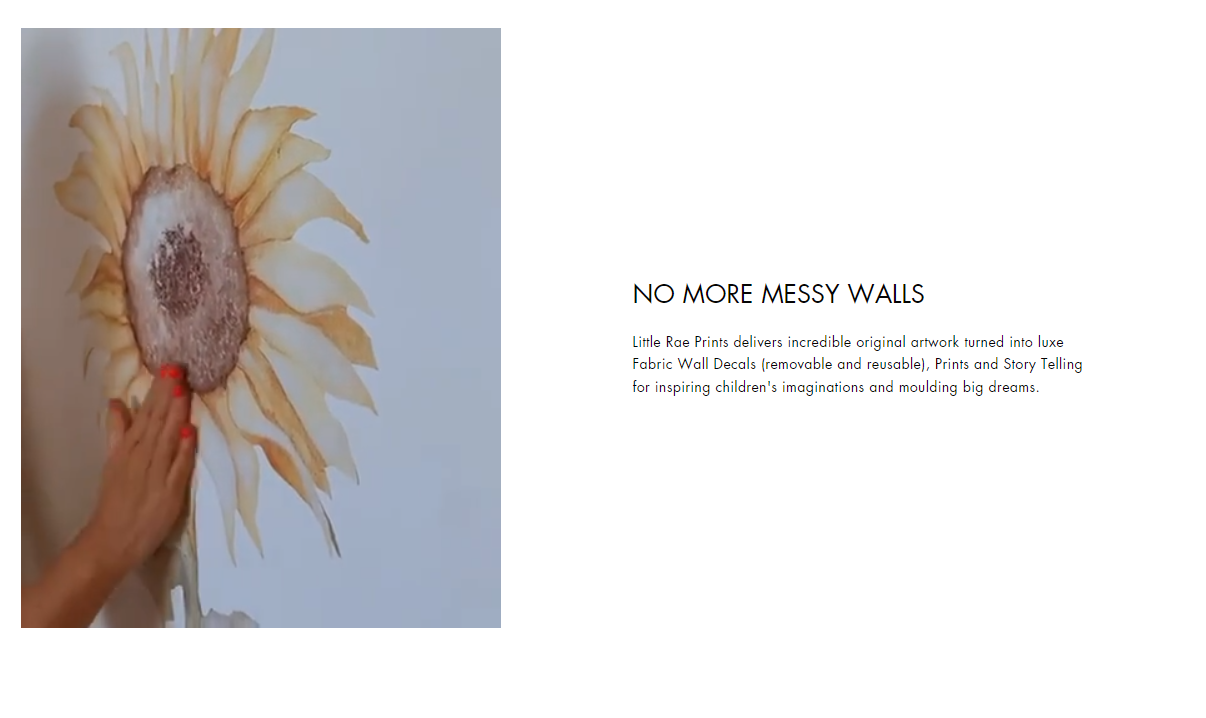 NO MORE MESSY WALLS
Little Rae Prints delivers incredible original artwork turned into luxe
Fabric Wall Decals (removable and reusable), Prints and Story Telling
for inspiring children's imaginations and moulding big dreams.